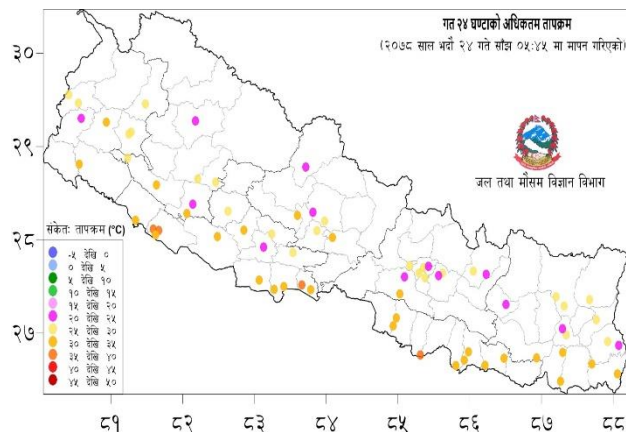 गत २४ घण्टाको अधिकतम तापक्रम
(२०७८ साल भदौ २४ गते साँझ ०५:४५ मा मापन गरिएको)
जल तथा मौसम विज्ञान विभाग
३०
२९
२८
२७
संकेतः तापक्रम (°C)
-५ देखि ०
० देखि ५
५ देखि १०
१० देखि १५
१५ देखि २०
२० देखि २५
२५ देखि ३०
३० देखि ३५
३५ देखि ४०
४० देखि ४५
४५ देखि ५०
८१ ८२ ८३ ८४ ८५ ८६ ८७ ८८